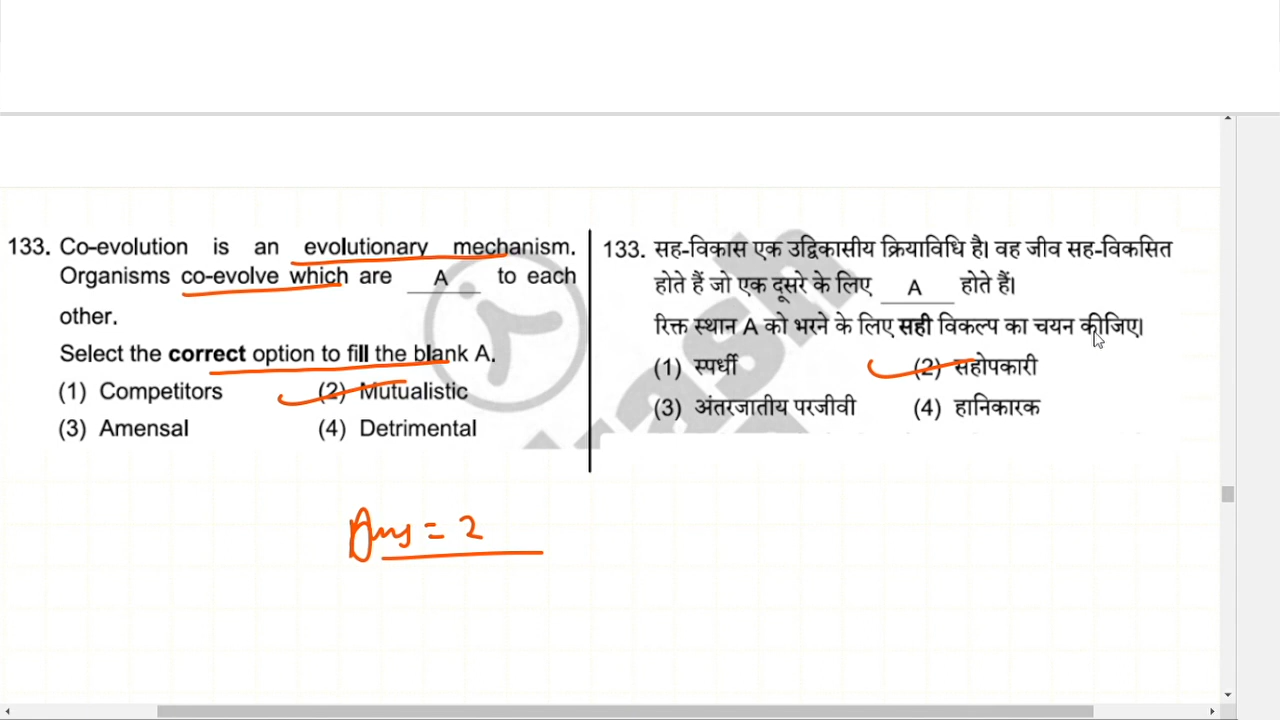 133. Co-evolution is an evolutionary mechanism.
Organisms co-evolve which are A to each
other.
Select the correct option to fill the blank A.
(1) Competitors (2) Mutualistic
(3) Amensal (4) Detrimental
133. सह-विकास एक उद्विकासीय क्रियाविधि है। वह जीव सह-विकसित
होते हैं जो एक दूसरे के लिए A होते हैं।
रिक्त स्थान A को भरने के लिए सही विकल्प का चयन कीजिए।
(1) स्पर्धी (2) सहोपकारी
(3) अंतरजातीय परजीवी (4) हानिकारक
Ans = 2